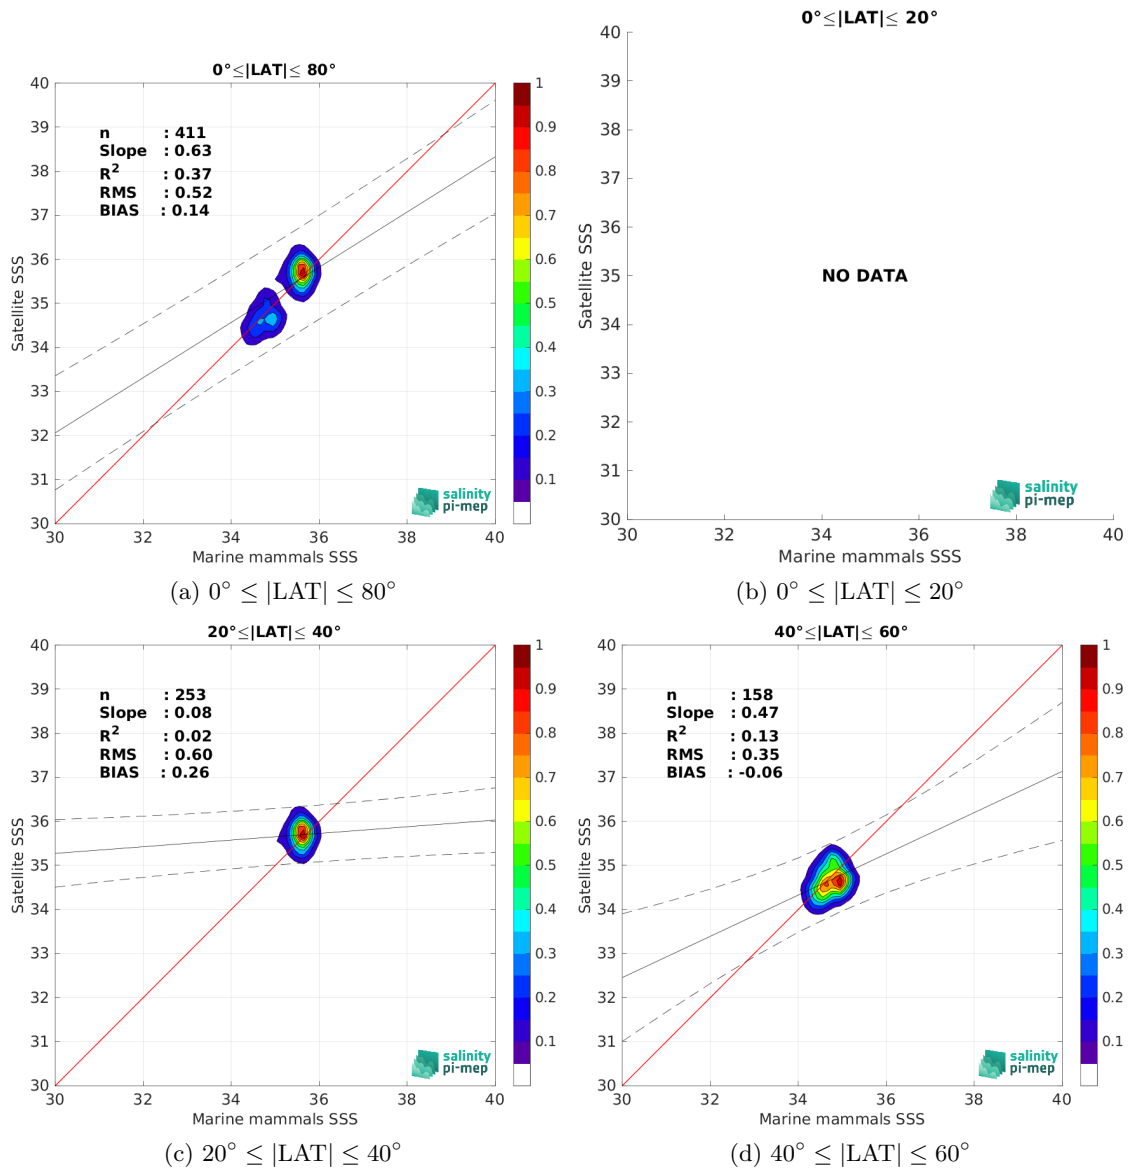 0°≤|LAT|≤ 80°
40
39
38
37
36
35
34
33
32
31
30
Satellite SSS
n : 411
Slope : 0.63
R² : 0.37
RMS : 0.52
BIAS : 0.14
salinity
pi-mep
30 32 34 36 38 40
Marine mammals SSS
1
0.9
0.8
0.7
0.6
0.5
0.4
0.3
0.2
0.1
(a) 0° ≤ |LAT| ≤ 80°
0°≤|LAT|≤ 20°
40
39
38
37
36
35
34
33
32
31
30
Satellite SSS
NO DATA
salinity
pi-mep
30 32 34 36 38 40
Marine mammals SSS
(b) 0° ≤ |LAT| ≤ 20°
20°≤|LAT|≤ 40°
40
39
38
37
36
35
34
33
32
31
30
Satellite SSS
n : 253
Slope : 0.08
R² : 0.02
RMS : 0.60
BIAS : 0.26
salinity
pi-mep
30 32 34 36 38 40
Marine mammals SSS
1
0.9
0.8
0.7
0.6
0.5
0.4
0.3
0.2
0.1
(c) 20° ≤ |LAT| ≤ 40°
40°≤|LAT|≤ 60°
40
39
38
37
36
35
34
33
32
31
30
Satellite SSS
n : 158
Slope : 0.47
R² : 0.13
RMS : 0.35
BIAS : -0.06
salinity
pi-mep
30 32 34 36 38 40
Marine mammals SSS
1
0.9
0.8
0.7
0.6
0.5
0.4
0.3
0.2
0.1
(d) 40° ≤ |LAT| ≤ 60°